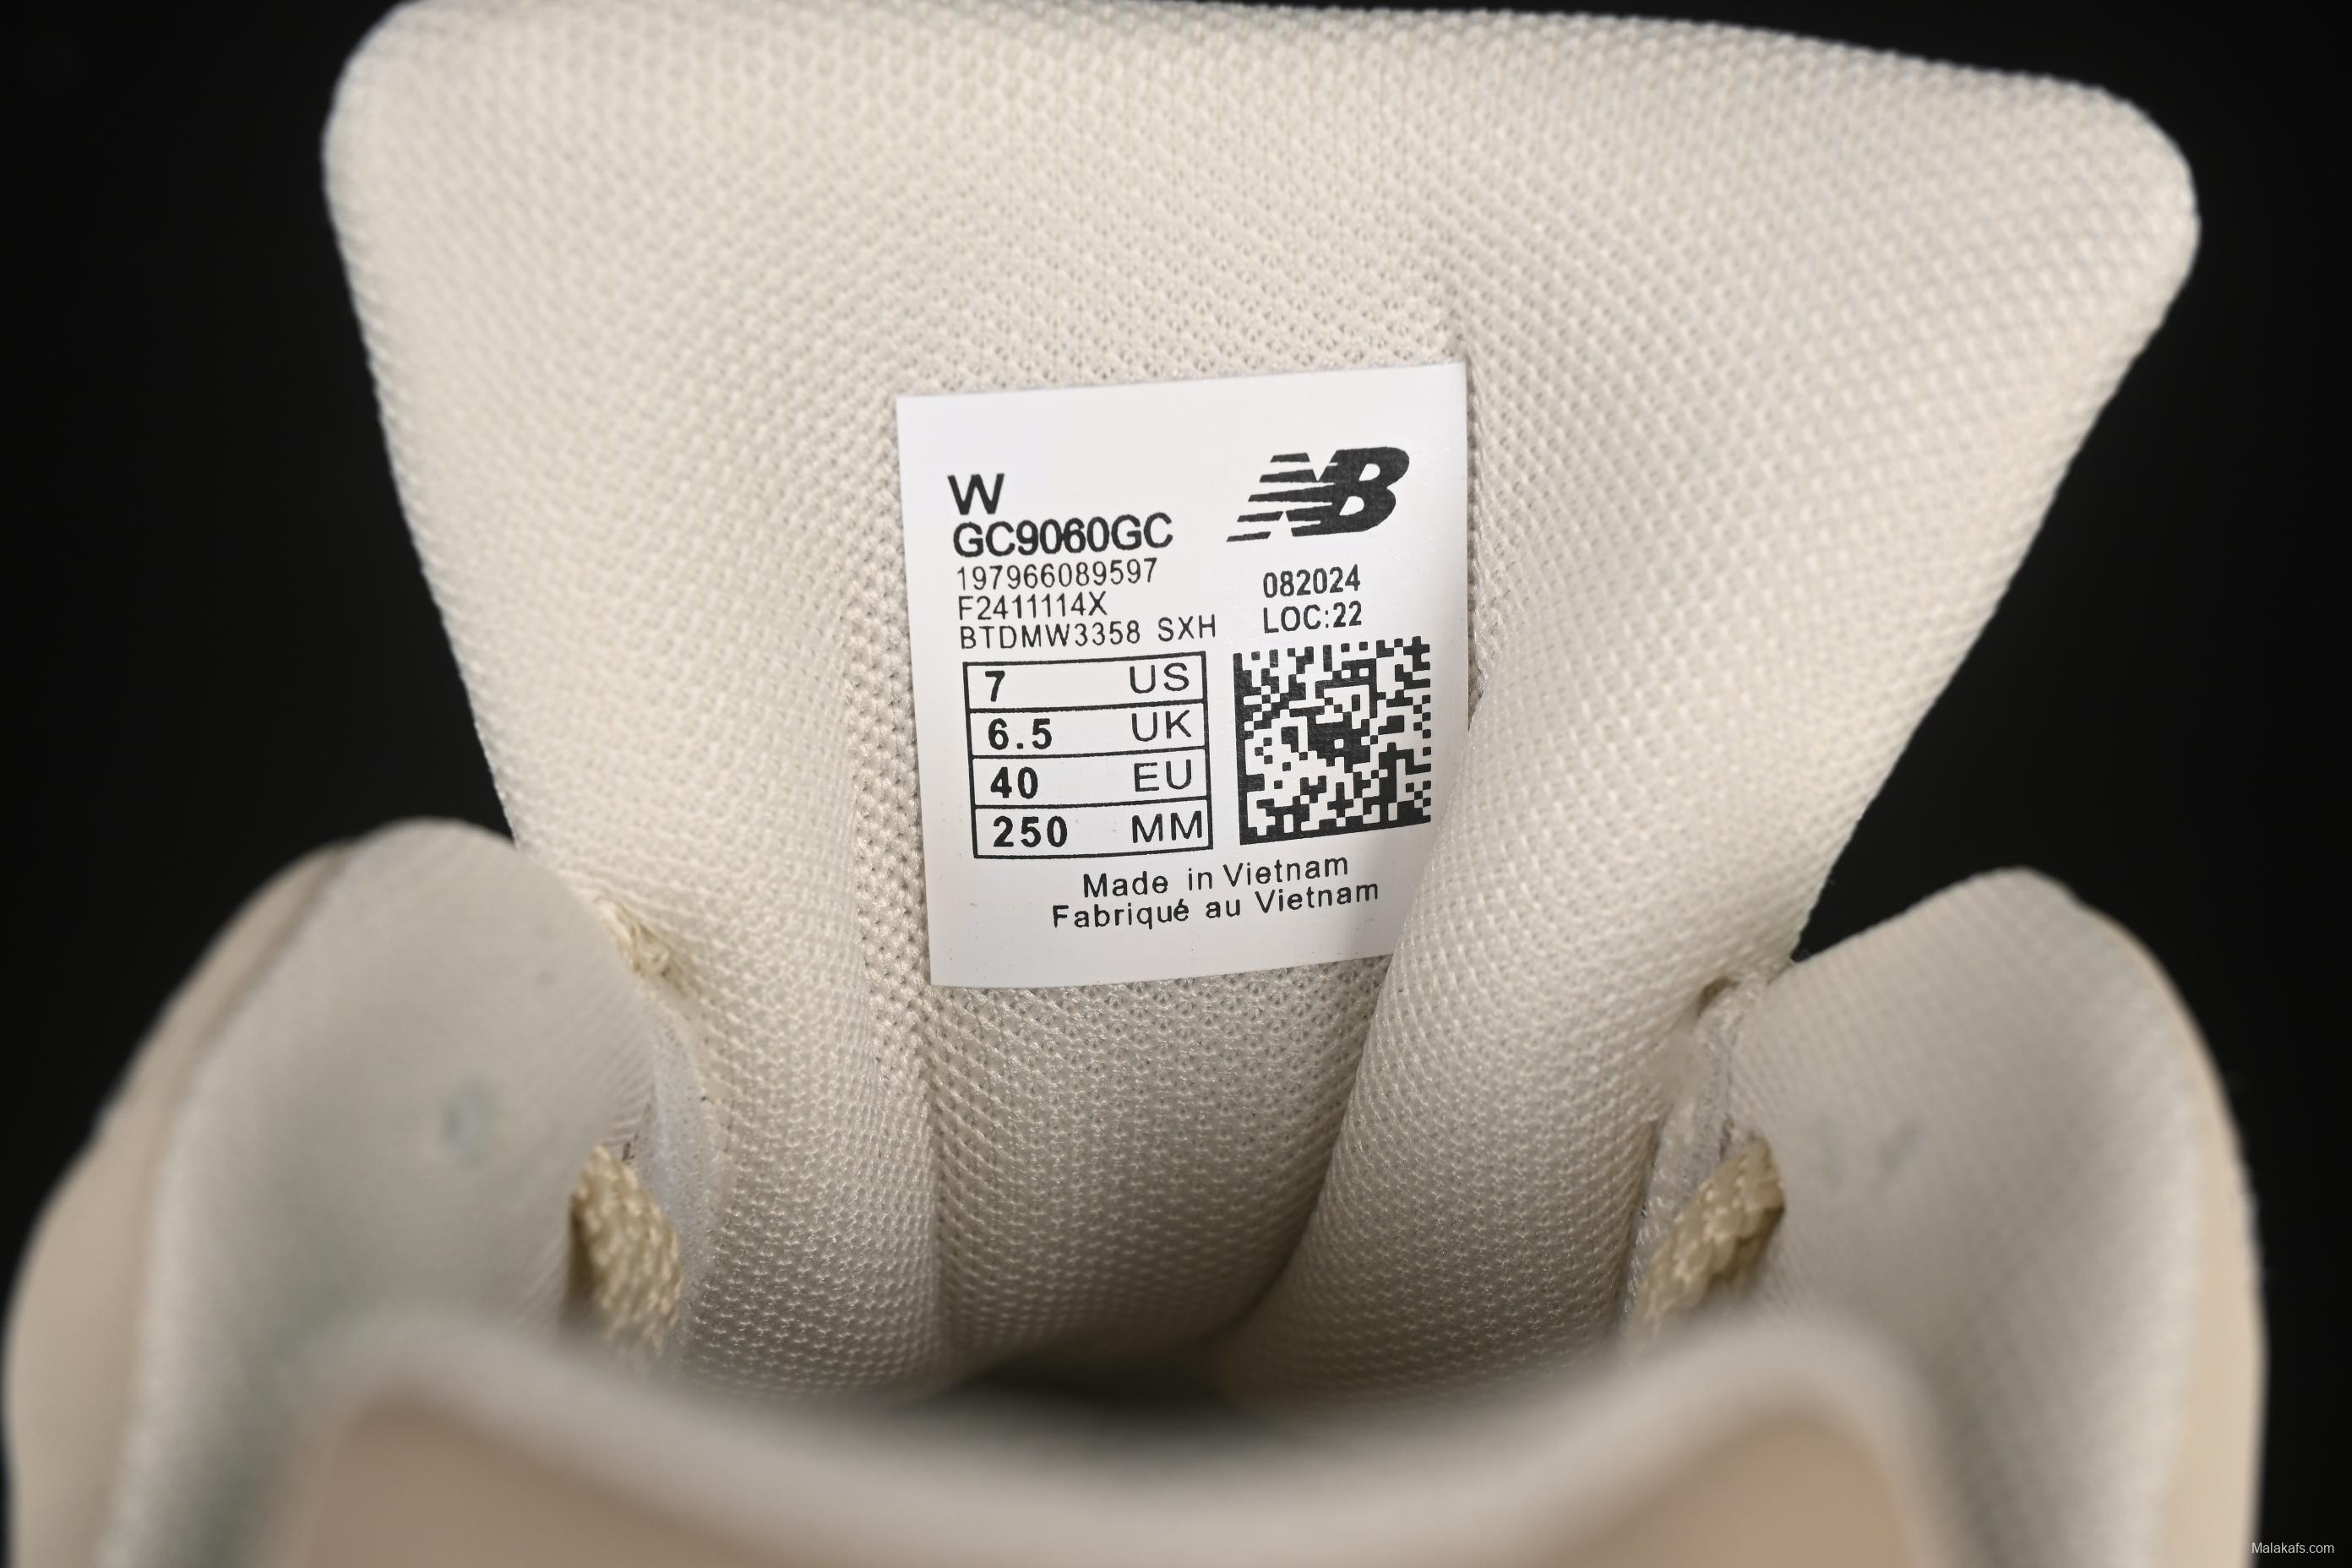 W
GC9060GC
197966089597
F2411114X
BTDMW3358 SXH
NB
082024
LOC:22
7 US
6.5 UK
40 EU
250 MM
Made in Vietnam
Fabriqué au Vietnam
Malakafs.com